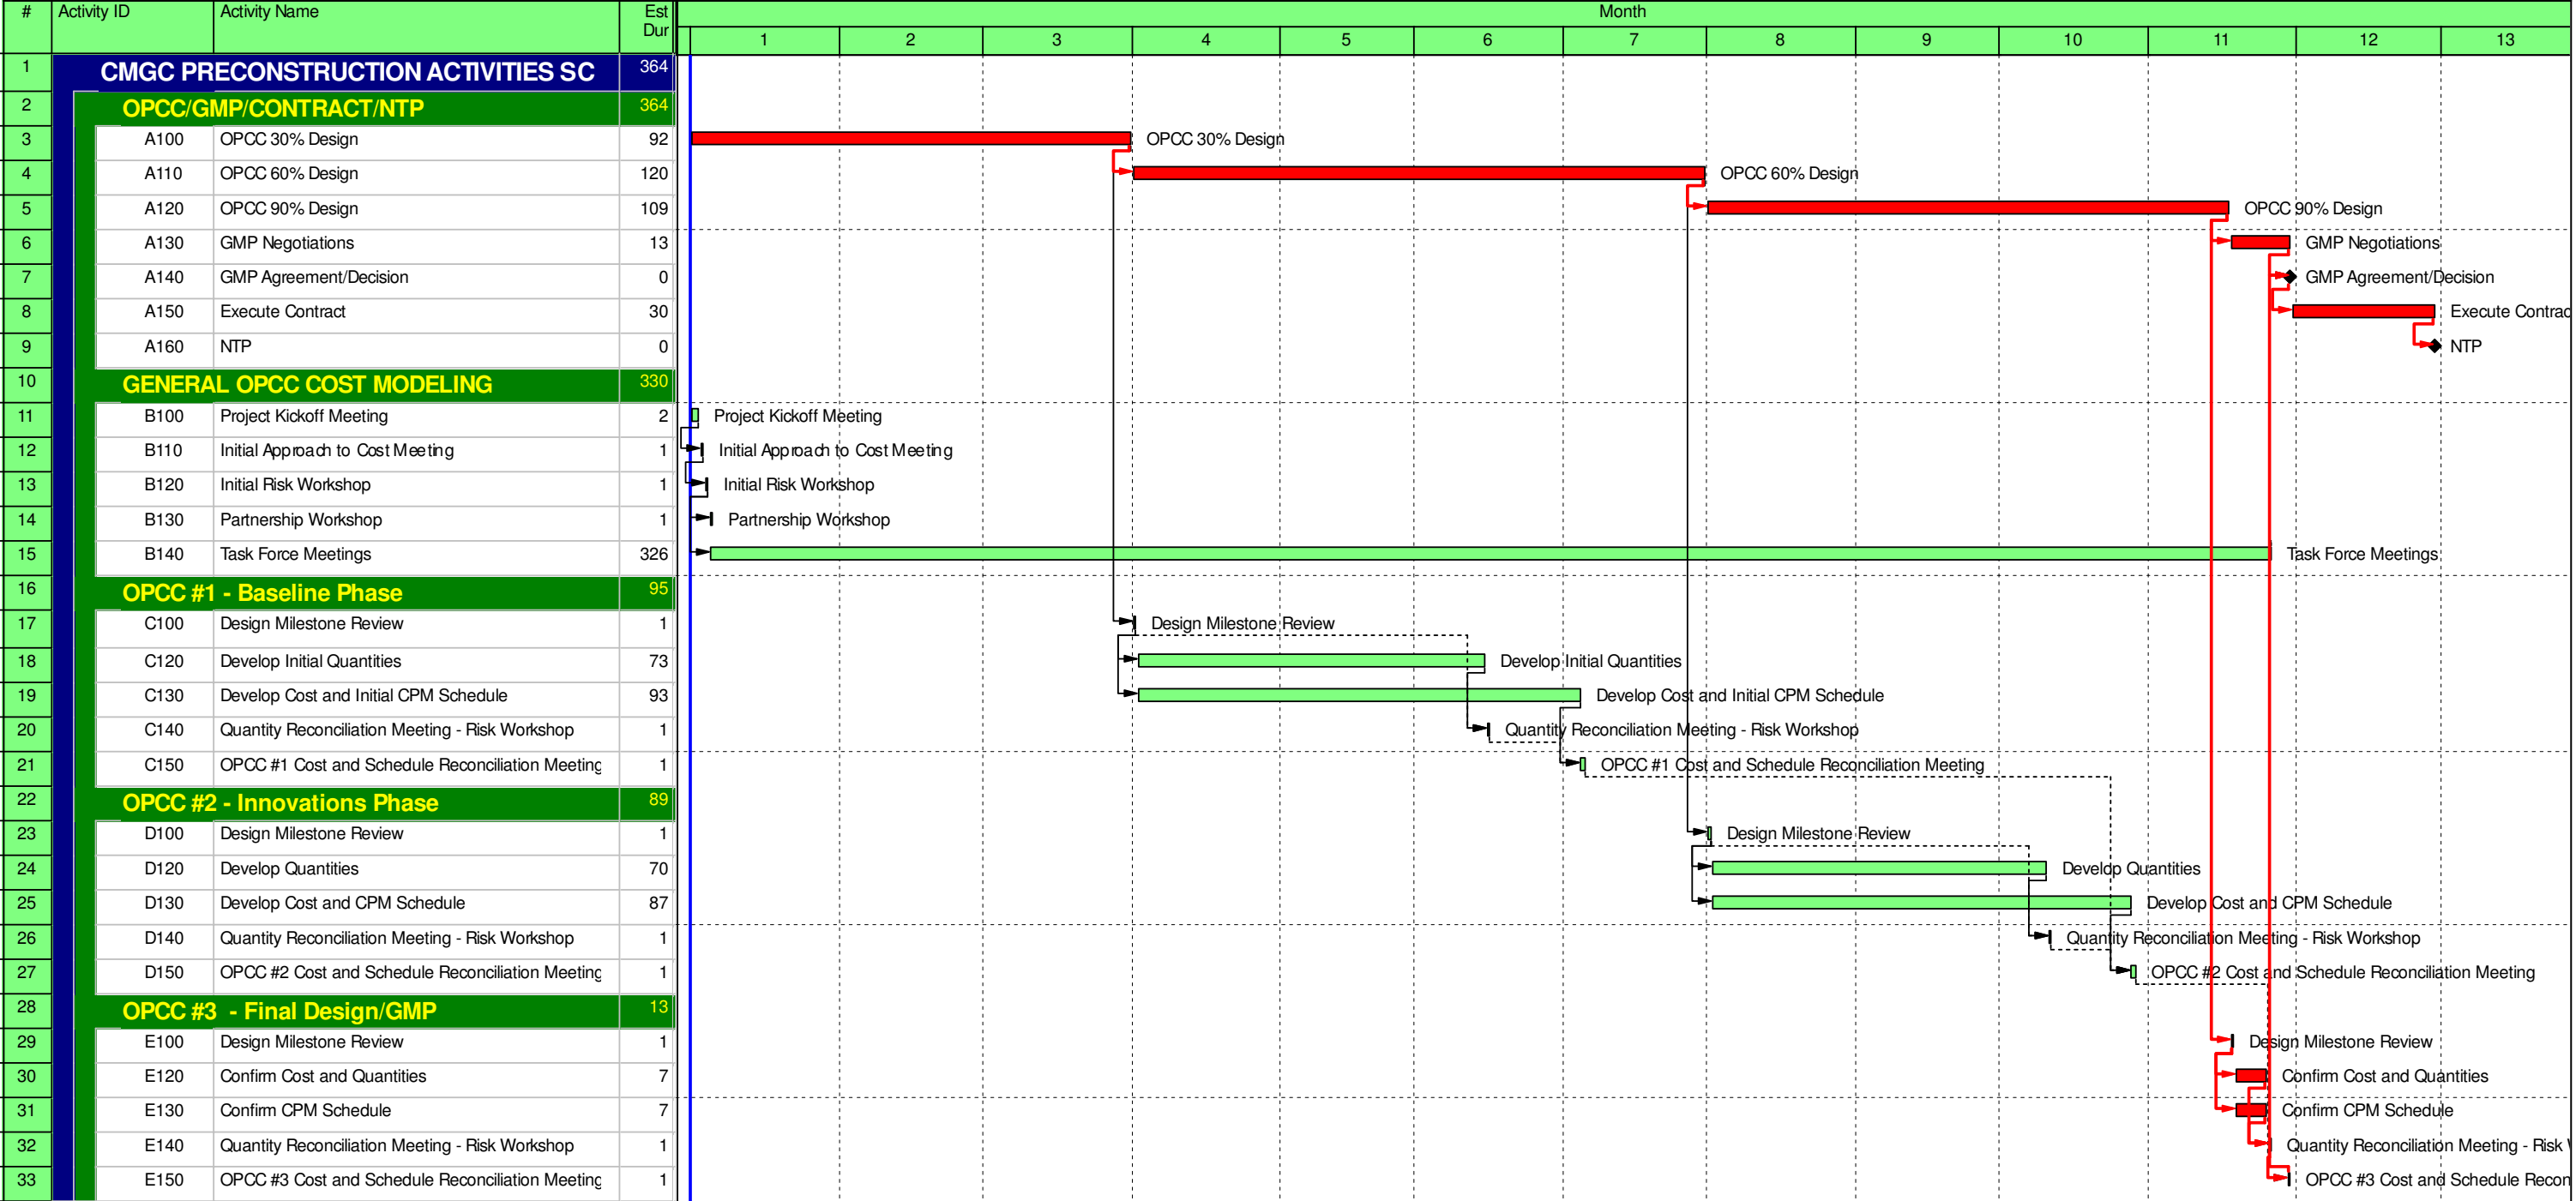 # Activity ID Activity Name Est Dur Month
1 2 3 4 5 6 7 8 9 10 11 12 13
1 CMGC PRECONSTRUCTION ACTIVITIES SC 364
2 OPCC/GMP/CONTRACT/NTP 364
3 A100 OPCC 30% Design 92 OPCC 30% Design
4 A110 OPCC 60% Design 120 OPCC 60% Design
5 A120 OPCC 90% Design 109 OPCC 90% Design
6 A130 GMP Negotiations 13 GMP Negotiations
7 A140 GMP Agreement/Decision 0 GMP Agreement/Decision
8 A150 Execute Contract 30 Execute Contrac
9 A160 NTP 0 NTP
10 GENERAL OPCC COST MODELING 330
11 B100 Project Kickoff Meeting 2 Project Kickoff Meeting
12 B110 Initial Approach to Cost Meeting 1 Initial Approach to Cost Meeting
13 B120 Initial Risk Workshop 1 Initial Risk Workshop
14 B130 Partnership Workshop 1 Partnership Workshop
15 B140 Task Force Meetings 326 Task Force Meetings
16 OPCC #1 - Baseline Phase 95
17 C100 Design Milestone Review 1 Design Milestone Review
18 C120 Develop Initial Quantities 73 Develop Initial Quantities
19 C130 Develop Cost and Initial CPM Schedule 93 Develop Cost and Initial CPM Schedule
20 C140 Quantity Reconciliation Meeting - Risk Workshop 1 Quantity Reconciliation Meeting - Risk Workshop
21 C150 OPCC #1 Cost and Schedule Reconciliation Meeting 1 OPCC #1 Cost and Schedule Reconciliation Meeting
22 OPCC #2 - Innovations Phase 89
23 D100 Design Milestone Review 1 Design Milestone Review
24 D120 Develop Quantities 70 Develop Quantities
25 D130 Develop Cost and CPM Schedule 87 Develop Cost and CPM Schedule
26 D140 Quantity Reconciliation Meeting - Risk Workshop 1 Quantity Reconciliation Meeting - Risk Workshop
27 D150 OPCC #2 Cost and Schedule Reconciliation Meeting 1 OPCC #2 Cost and Schedule Reconciliation Meeting
28 OPCC #3 - Final Design/GMP 13
29 E100 Design Milestone Review 1 Design Milestone Review
30 E120 Confirm Cost and Quantities 7 Confirm Cost and Quantities
31 E130 Confirm CPM Schedule 7 Confirm CPM Schedule
32 E140 Quantity Reconciliation Meeting - Risk Workshop 1 Quantity Reconciliation Meeting - Risk
33 E150 OPCC #3 Cost and Schedule Reconciliation Meeting 1 OPCC #3 Cost and Schedule Recon